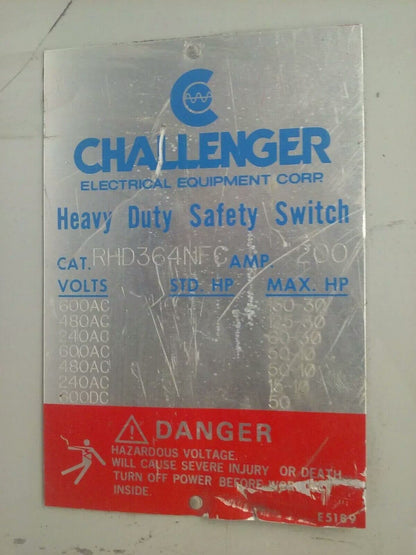 CHALLENGER
ELECTRICAL EQUIPMENT CORP.
Heavy Duty Safety Switch
CAT. RHD364NFC AMP. 200
VOLTS STD. HP MAX. HP
600AC
480AC
240AC
600AC
480AC
240AC
300DC 50
DANGER
HAZARDOUS VOLTAGE.
WILL CAUSE SEVERE INJURY OR DEATH
TURN OFF POWER BEFORE
INSIDE.
E5189